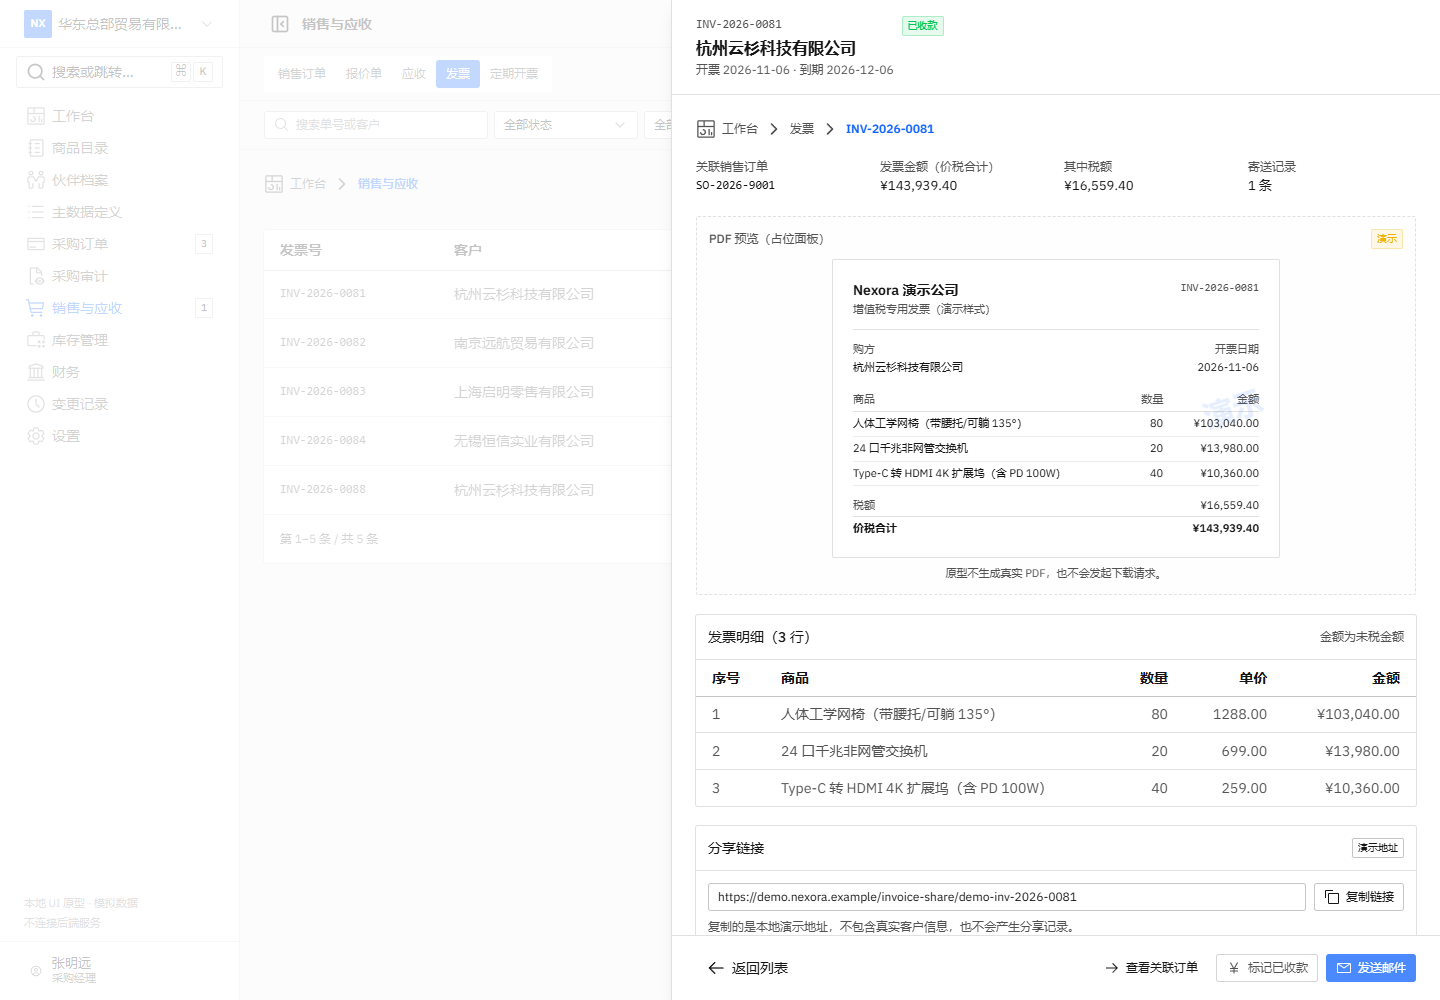 NX 华东总部贸易有限...
搜索或跳转... ⌘ K
工作台
商品目录
伙伴档案
主数据定义
采购订单 3
采购审计
销售与应收 1
库存管理
财务
变更记录
设置
本地 UI 原型 · 模拟数据
不连接后端服务
张明远
采购经理
销售与应收
销售订单 报价单 应收 发票 定期开票
搜索单号或客户 全部状态 全部
工作台 销售与应收
发票号 客户
INV-2026-0081 杭州云杉科技有限公司
INV-2026-0082 南京远航贸易有限公司
INV-2026-0083 上海启明零售有限公司
INV-2026-0084 无锡恒信实业有限公司
INV-2026-0088 杭州云杉科技有限公司
第 1–5 条 / 共 5 条
INV-2026-0081 已收款
杭州云杉科技有限公司
开票 2026-11-06 · 到期 2026-12-06
工作台 发票 INV-2026-0081
关联销售订单 发票金额（价税合计） 其中税额 寄送记录
SO-2026-9001 ¥143,939.40 ¥16,559.40 1 条
PDF 预览（占位面板） 演示
Nexora 演示公司 INV-2026-0081
增值税专用发票（演示样式）
购方 开票日期
杭州云杉科技有限公司 2026-11-06
演示
商品 数量 金额
人体工学网椅（带腰托/可躺 135°） 80 ¥103,040.00
24 口千兆非网管交换机 20 ¥13,980.00
Type-C 转 HDMI 4K 扩展坞（含 PD 100W） 40 ¥10,360.00
税额 ¥16,559.40
价税合计 ¥143,939.40
原型不生成真实 PDF，也不会发起下载请求。
发票明细（3 行） 金额为未税金额
序号 商品 数量 单价 金额
1 人体工学网椅（带腰托/可躺 135°） 80 1288.00 ¥103,040.00
2 24 口千兆非网管交换机 20 699.00 ¥13,980.00
3 Type-C 转 HDMI 4K 扩展坞（含 PD 100W） 40 259.00 ¥10,360.00
分享链接 演示地址
https://demo.nexora.example/invoice-share/demo-inv-2026-0081 复制链接
复制的是本地演示地址，不包含真实客户信息，也不会产生分享记录。
返回列表 查看关联订单 ¥ 标记已收款 发送邮件